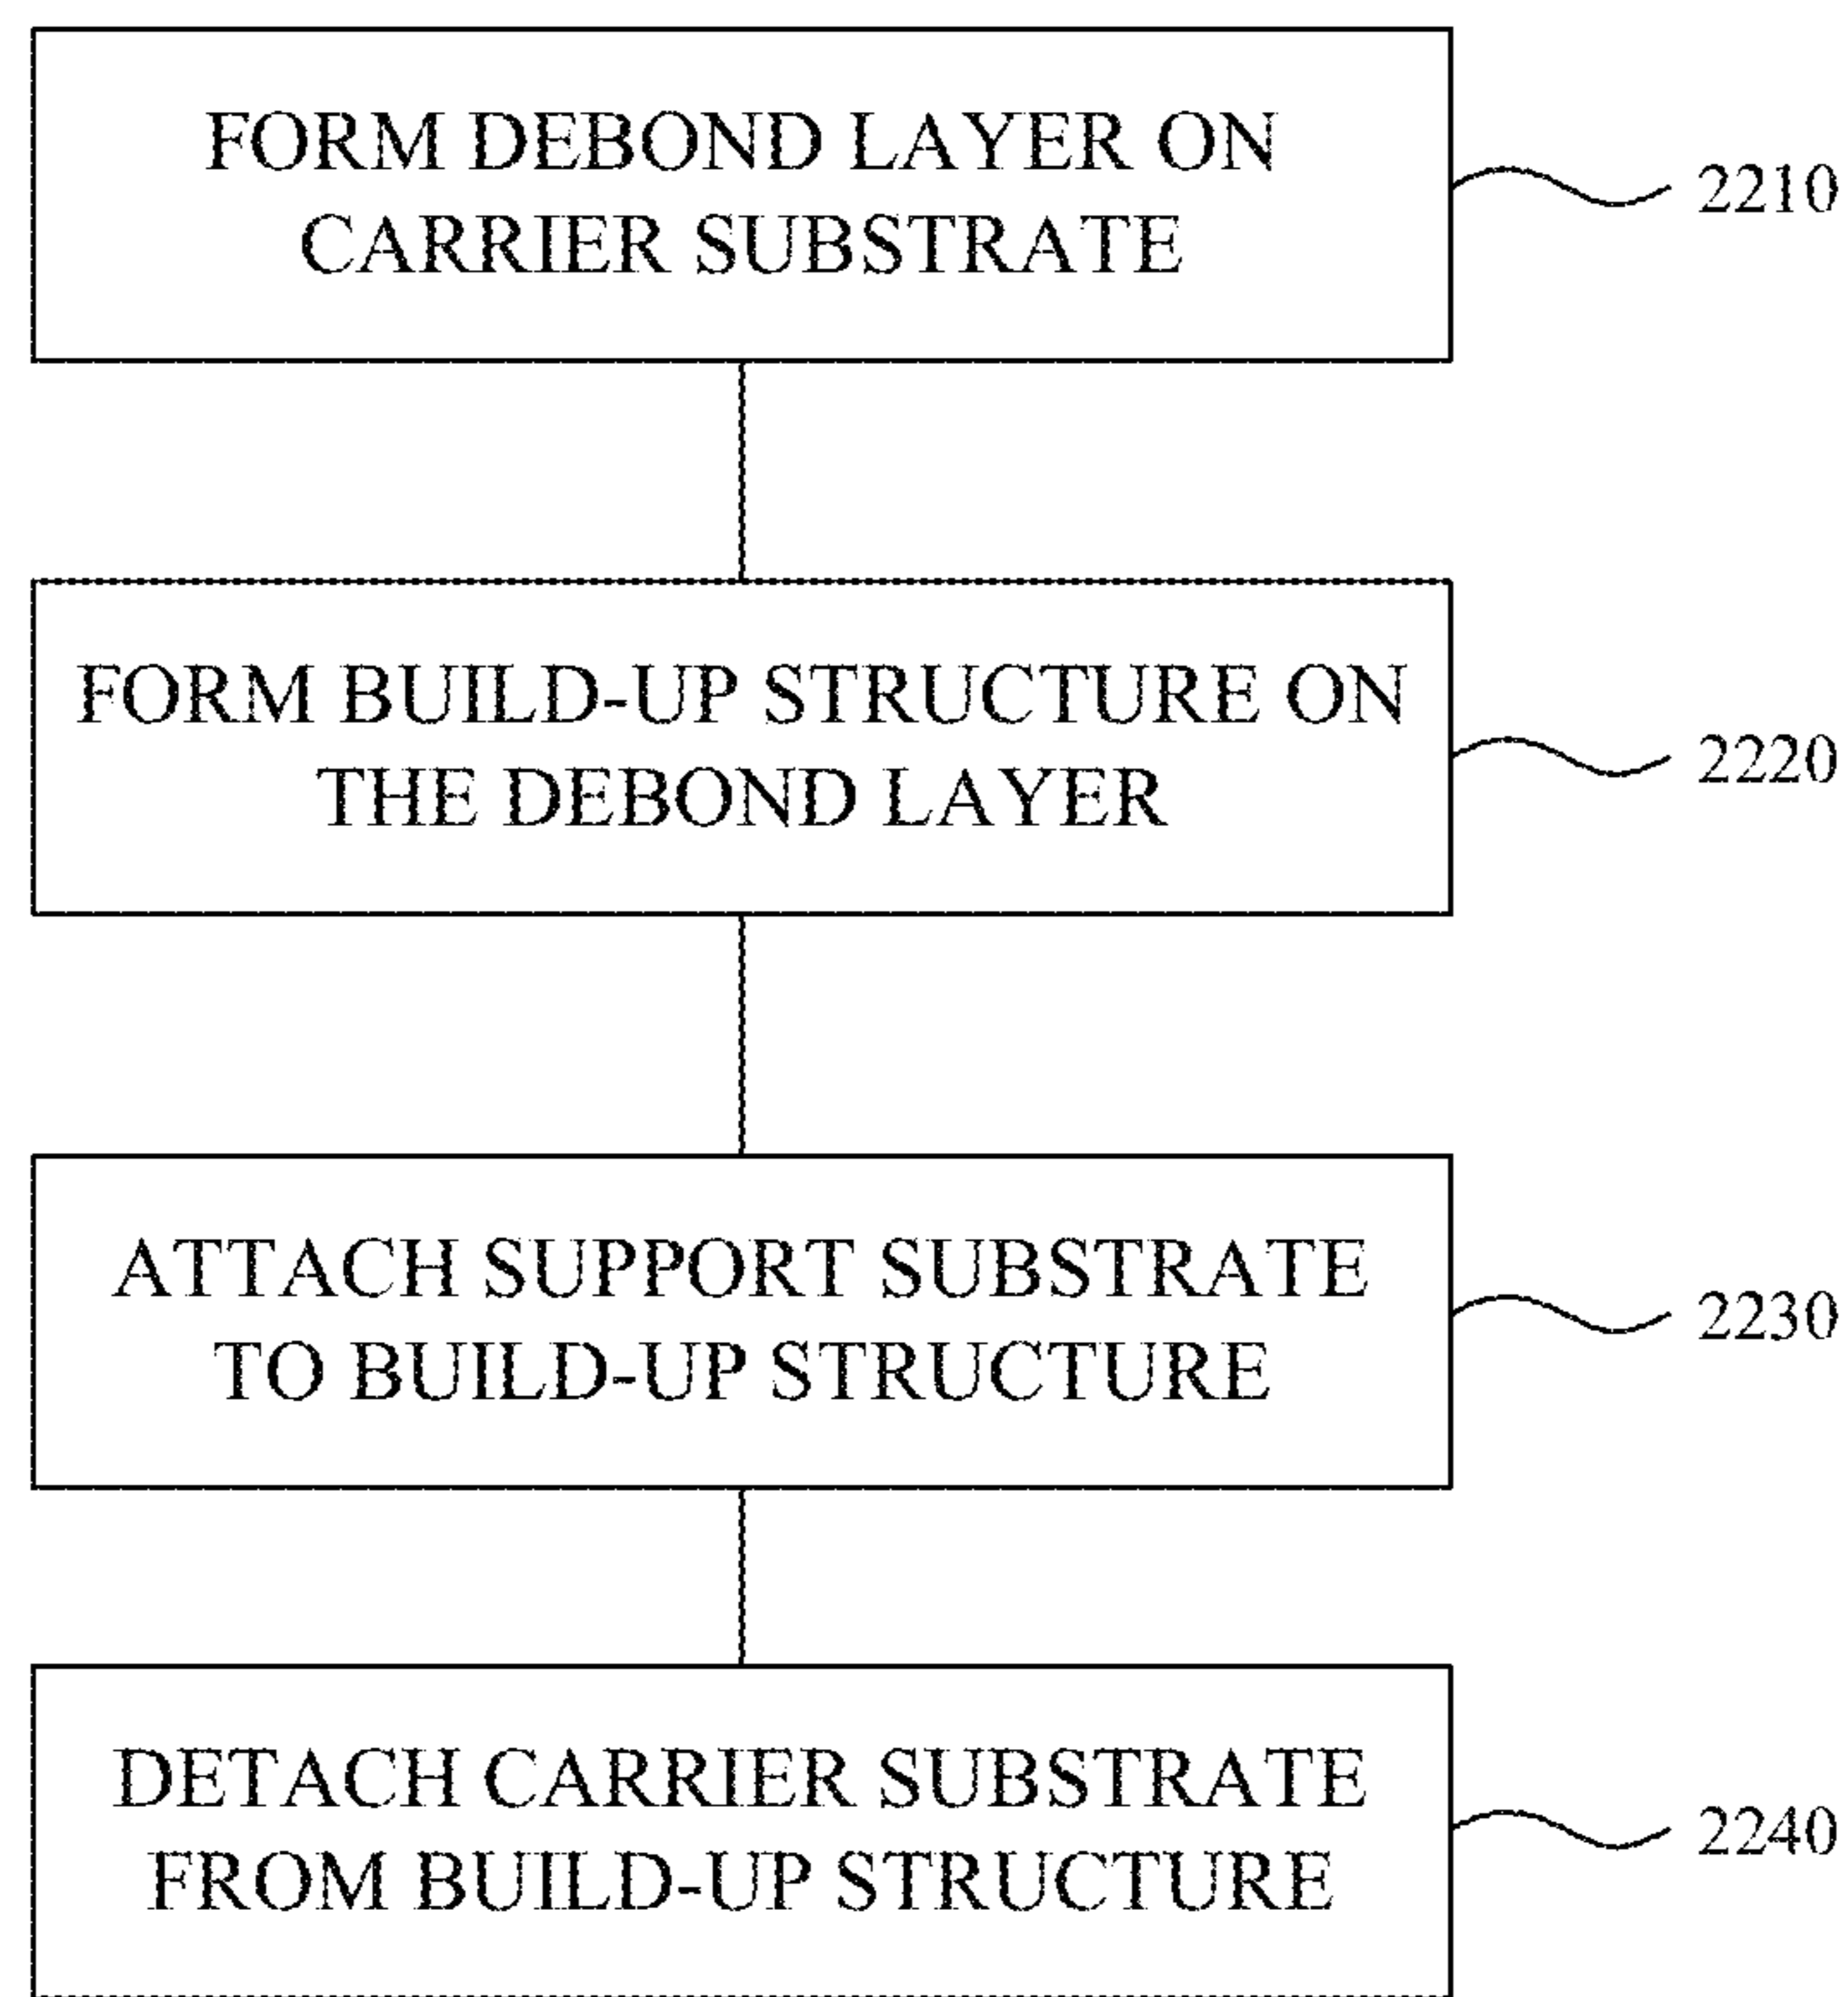 FORM DEBOND LAYER ON
CARRIER SUBSTRATE
2210
FORM BUILD-UP STRUCTURE ON
THE DEBOND LAYER
2220
ATTACH SUPPORT SUBSTRATE
TO BUILD-UP STRUCTURE
2230
DETACH CARRIER SUBSTRATE
FROM BUILD-UP STRUCTURE
2240